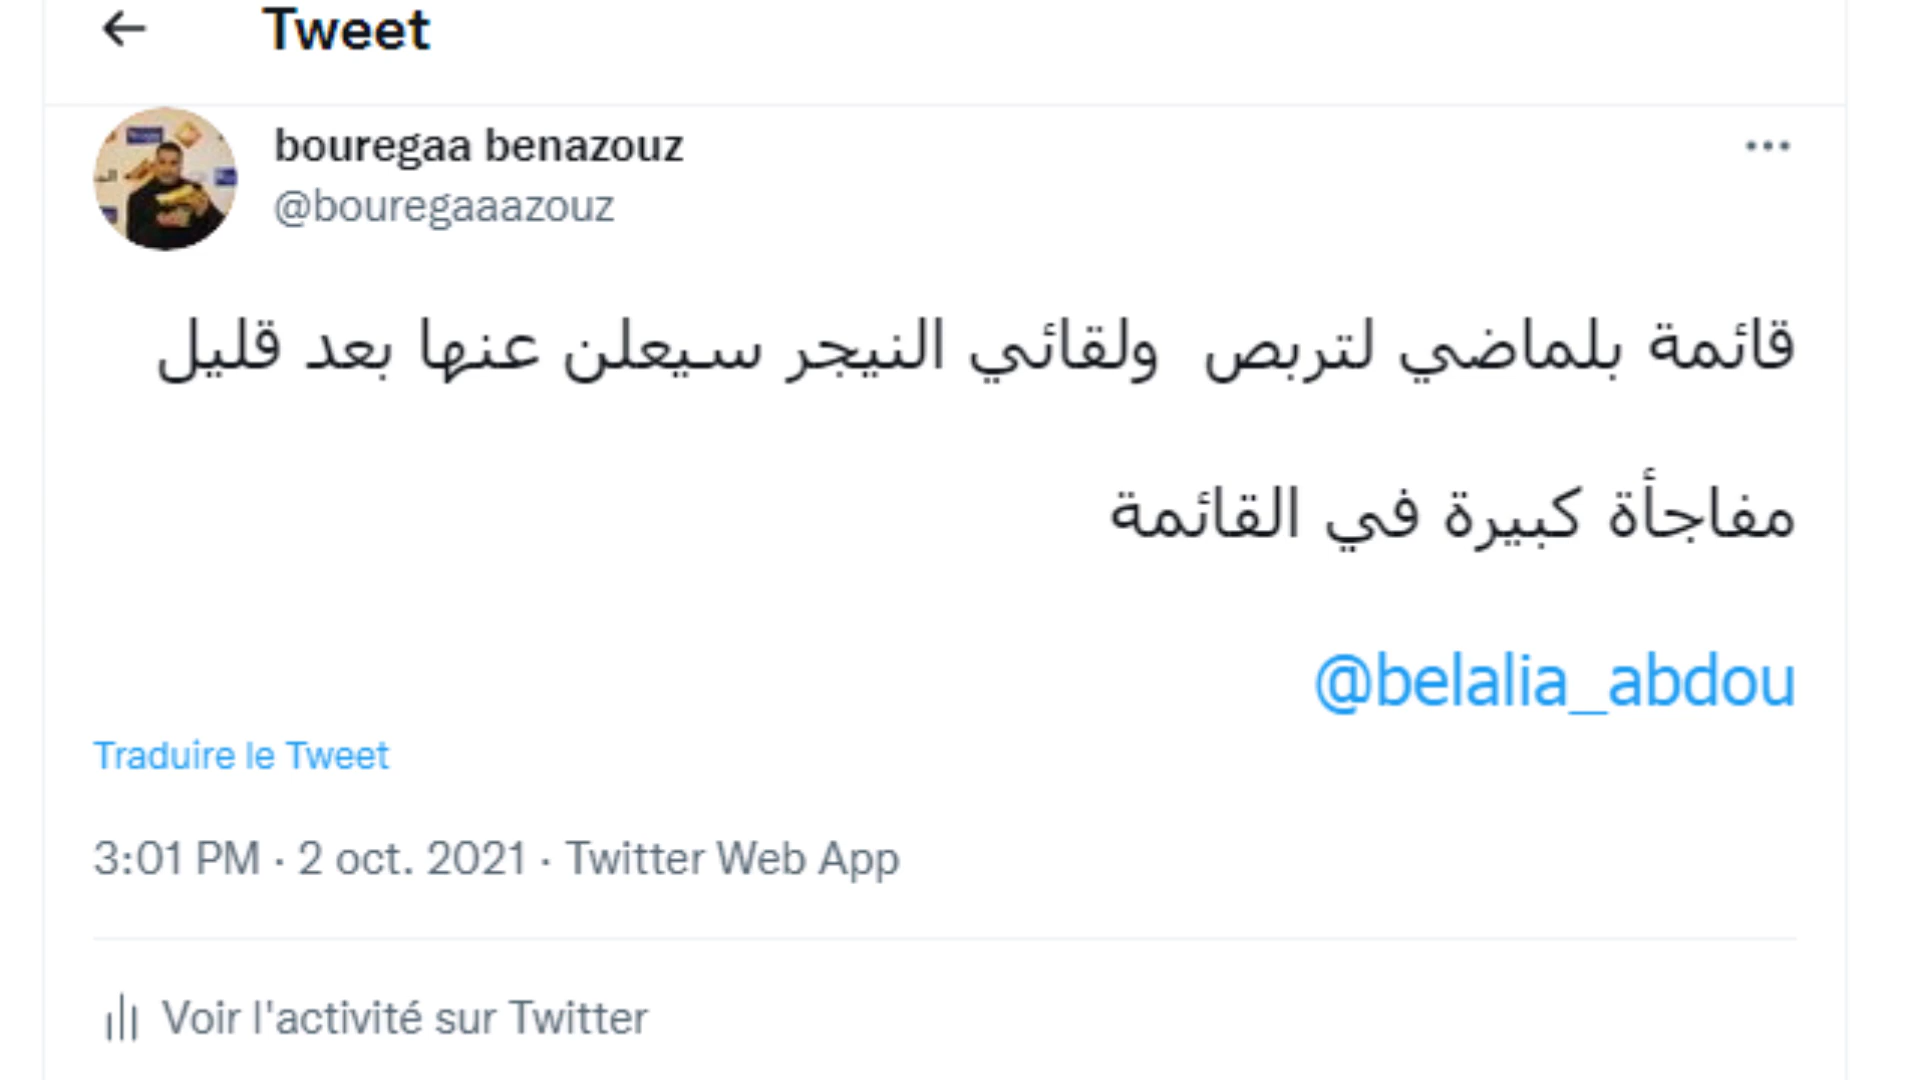 Tweet
bouregaa benazouz
@bouregaaazouz
قائمة بلماضي لتربص  ولقائي النيجر سيعلن عنها بعد قليل
مفاجأة كبيرة في القائمة
@belalia_abdou
Traduire le Tweet
3:01 PM · 2 oct. 2021 · Twitter Web App
Voir l'activité sur Twitter